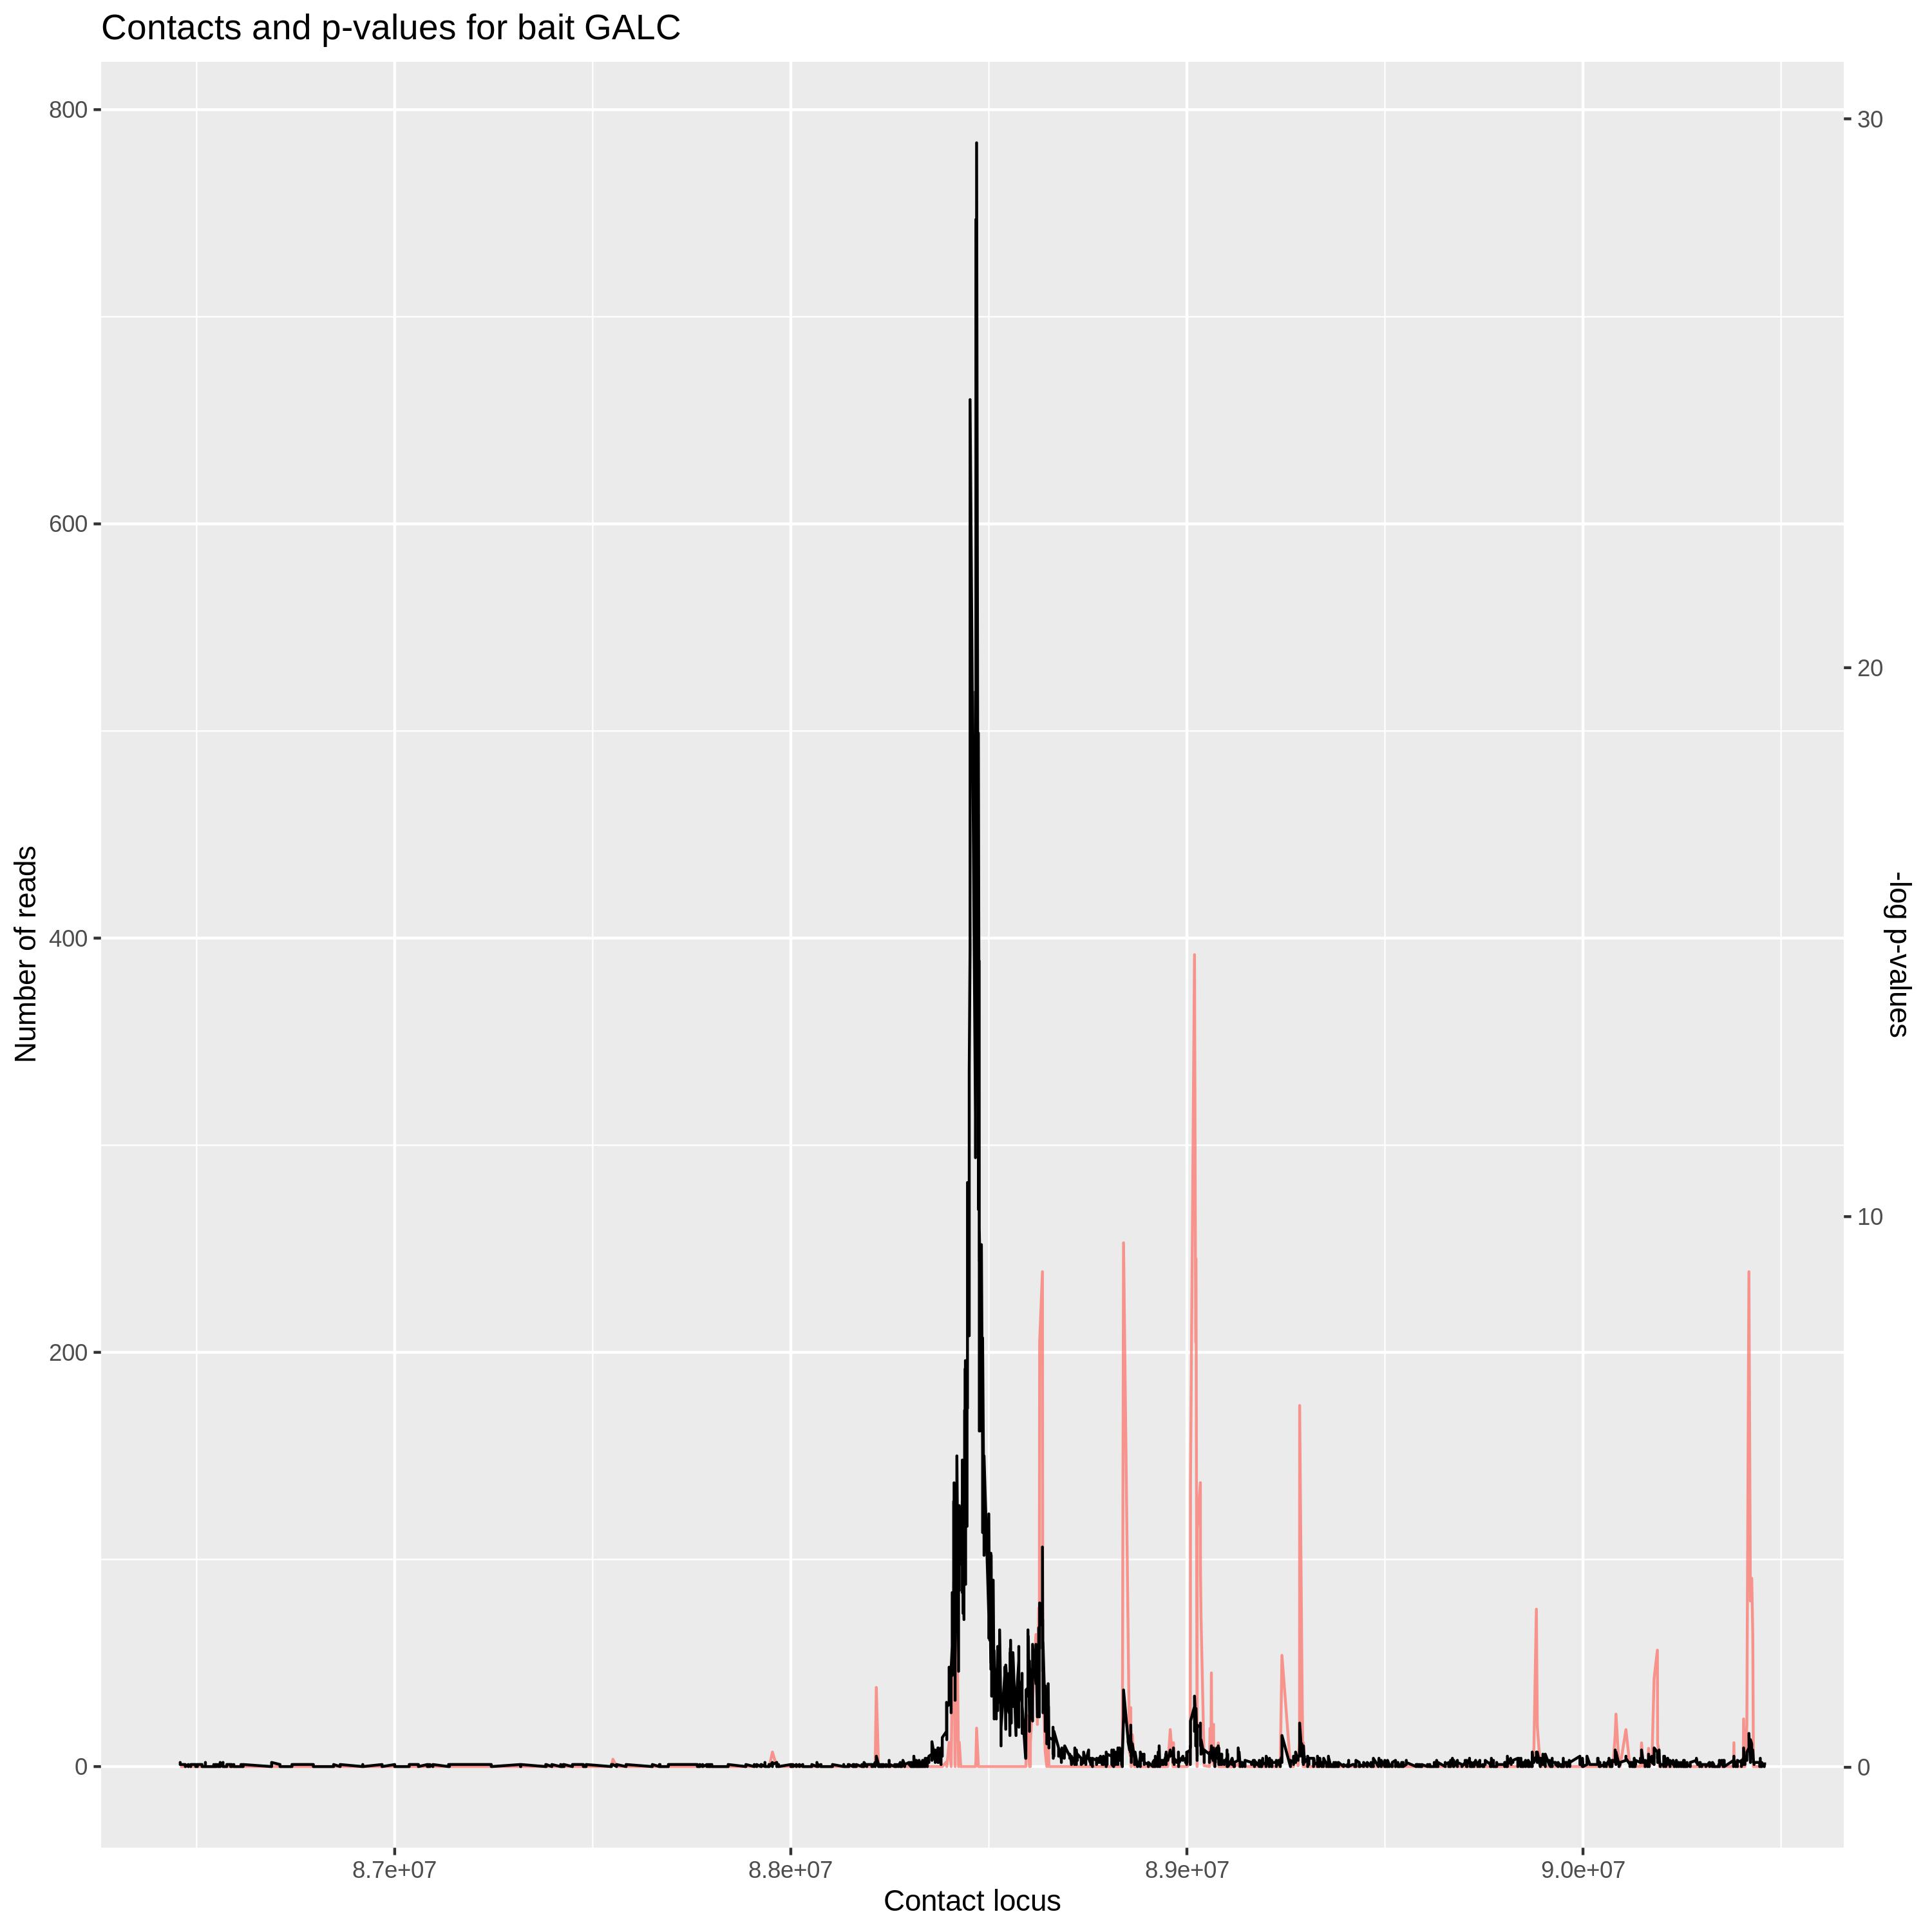 Contacts and p-values for bait GALC
800
600
400
200
0
Number of reads
30
20
10
0
-log p-values
8.7e+07
8.8e+07
8.9e+07
9.0e+07
Contact locus